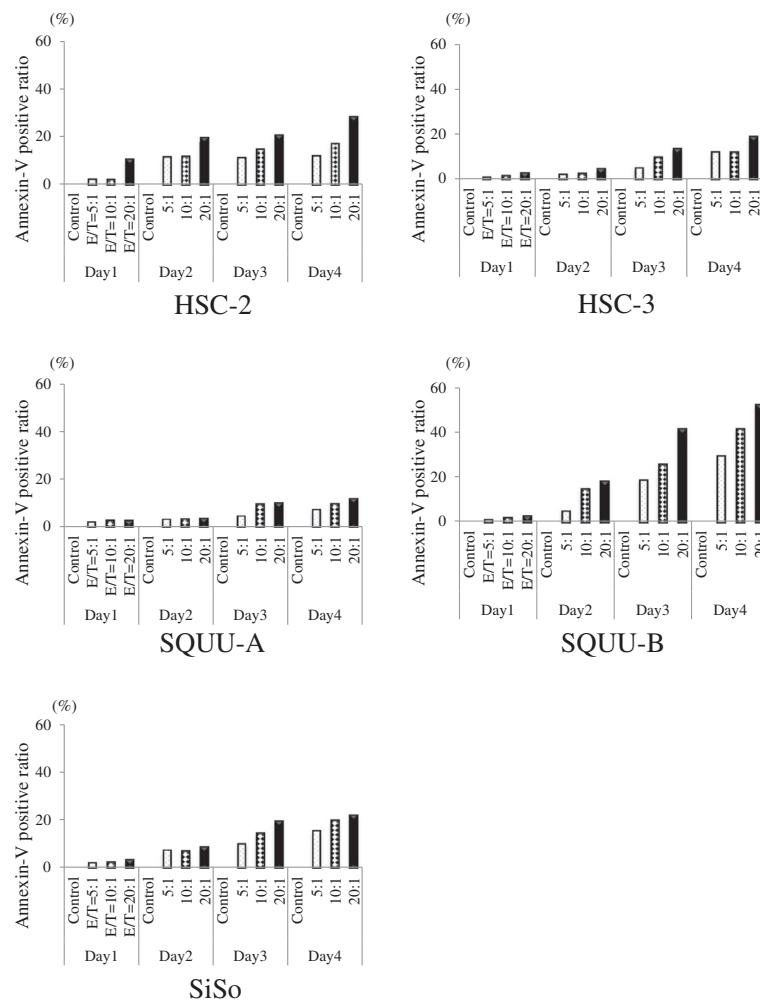 (%)
Annexin-V positive ratio
60
40
20
0
Control
E/T=5:1
E/T=10:1
E/T=20:1
Control
5:1
10:1
20:1
Control
5:1
10:1
20:1
Control
5:1
10:1
20:1
Day1 Day2 Day3 Day4
HSC-2
Annexin-V positive ratio
60
40
20
0
Control
E/T=5:1
E/T=10:1
E/T=20:1
Control
5:1
10:1
20:1
Control
5:1
10:1
20:1
Control
5:1
10:1
20:1
Day1 Day2 Day3 Day4
HSC-3
(%)
Annexin-V positive ratio
60
40
20
0
Control
E/T=5:1
E/T=10:1
E/T=20:1
Control
5:1
10:1
20:1
Control
5:1
10:1
20:1
Control
5:1
10:1
20:1
Day1 Day2 Day3 Day4
SQUU-A
(%)
Annexin-V positive ratio
60
40
20
0
Control
E/T=5:1
E/T=10:1
E/T=20:1
Control
5:1
10:1
20:1
Control
5:1
10:1
20:1
Control
5:1
10:1
20:1
Day1 Day2 Day3 Day4
SQUU-B
(%)
Annexin-V positive ratio
60
40
20
0
Control
E/T=5:1
E/T=10:1
E/T=20:1
Control
5:1
10:1
20:1
Control
5:1
10:1
20:1
Control
5:1
10:1
20:1
Day1 Day2 Day3 Day4
SiSo